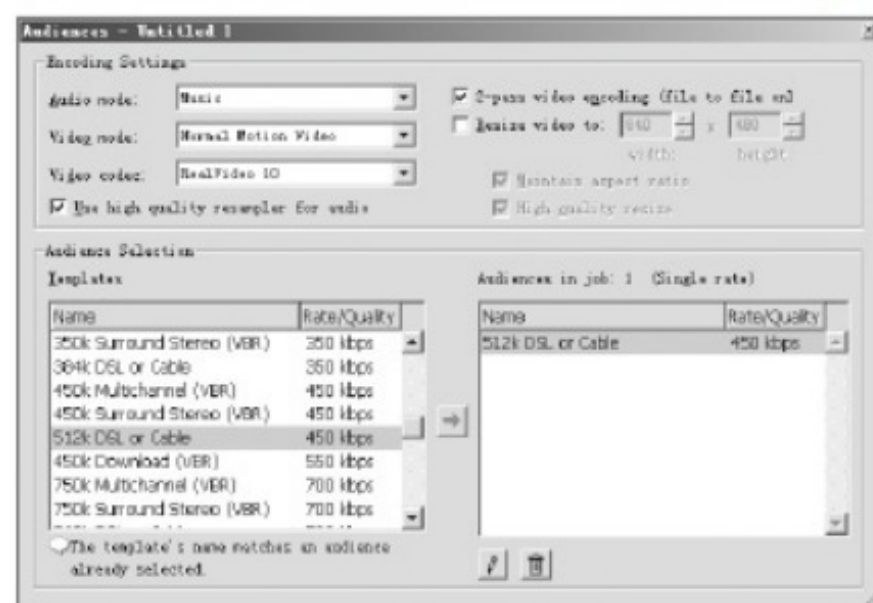 Audiences - Untitled 1
Encoding Settings
Audio mode: Music
Video mode: Normal Motion Video
Video codec: RealVideo 10
Use high quality resampler for audio
2-pass video encoding (file to file onl
Resize video to: 640 x 480
width: height:
Maintain aspect ratio
High quality resize
Audience Selection
Templates
Name Rate/Quality
350k Surround Stereo (VBR) 350 kbps
384k DSL or Cable 350 kbps
450k Multichannel (VBR) 450 kbps
450k Surround Stereo (VBR) 450 kbps
512k DSL or Cable 450 kbps
450k Download (VBR) 550 kbps
750k Multichannel (VBR) 700 kbps
750k Surround Stereo (VBR) 700 kbps
The template's name matches an audience
already selected.
Audiences in job: 1 (Single rate)
Name Rate/Quality
512k DSL or Cable 450 kbps